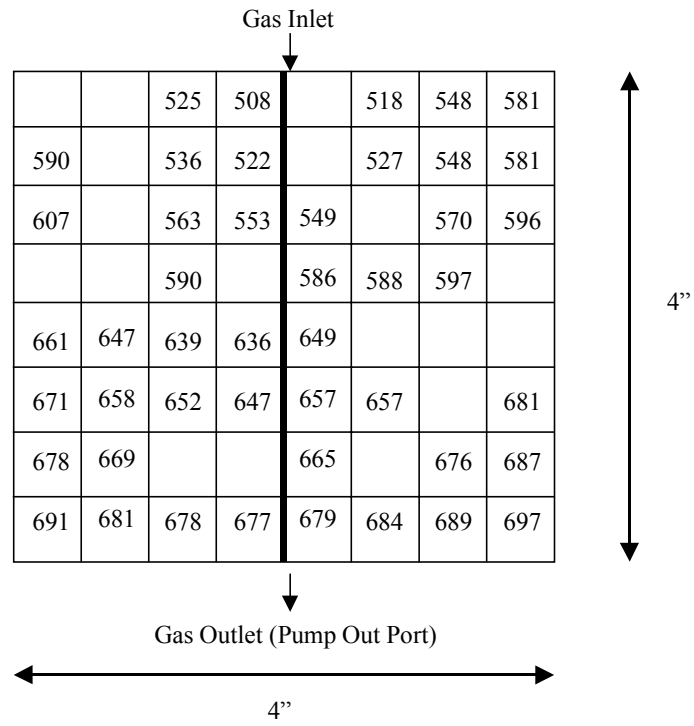 Gas Inlet
525 508 518 548 581
590 536 522 527 548 581
607 563 553 549 570 596
590 586 588 597
661 647 639 636 649
671 658 652 647 657 657 681
678 669 665 676 687
691 681 678 677 679 684 689 697
4”
Gas Outlet (Pump Out Port)
4”